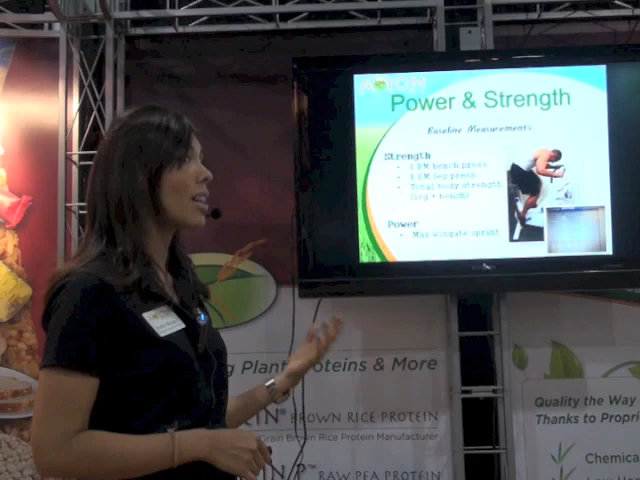 Power & Strength
Baseline Measurements
Strength
- 1 RM bench press
- 1 RM leg press
- Total body strength
(leg + bench)
Power
- Max wingate sprint
Plant Proteins & More
BROWN RICE PROTEIN
Grain Brown Rice Protein Manufacturer
RAW PEA PROTEIN
Quality the Way
Thanks to Propri
Chemica